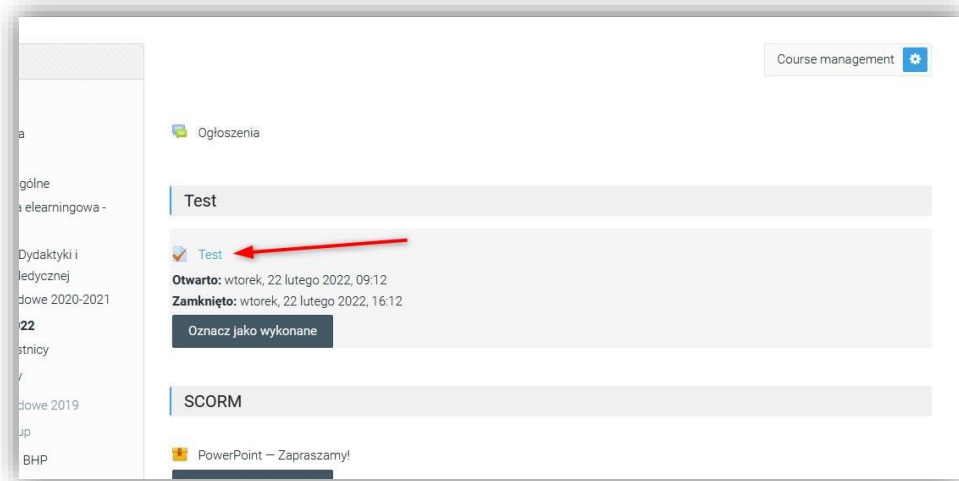 Course management
a
Ogłoszenia
gólne
elearningowa -
Test
Dydaktyki i
Test
ledycznej
Otwarto: wtorek, 22 lutego 2022, 09:12
dowe 2020-2021
Zamknięto: wtorek, 22 lutego 2022, 16:12
22
Oznacz jako wykonane
stnicy
dowe 2019
SCORM
up
BHP
PowerPoint — Zapraszamy!